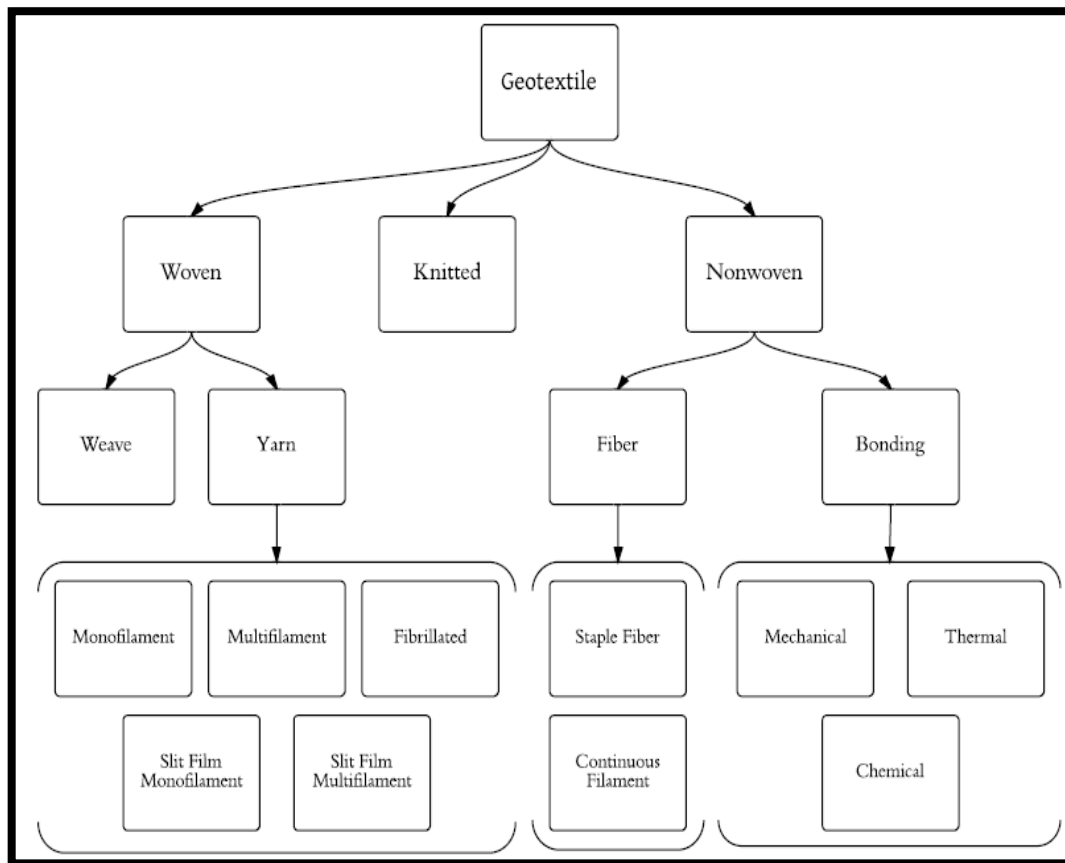 Geotextile
Woven
Knitted
Nonwoven
Weave
Yarn
Fiber
Bonding
Monofilament
Multifilament
Fibrillated
Staple Fiber
Mechanical
Thermal
Slit Film
Monofilament
Slit Film
Multifilament
Continuous
Filament
Chemical